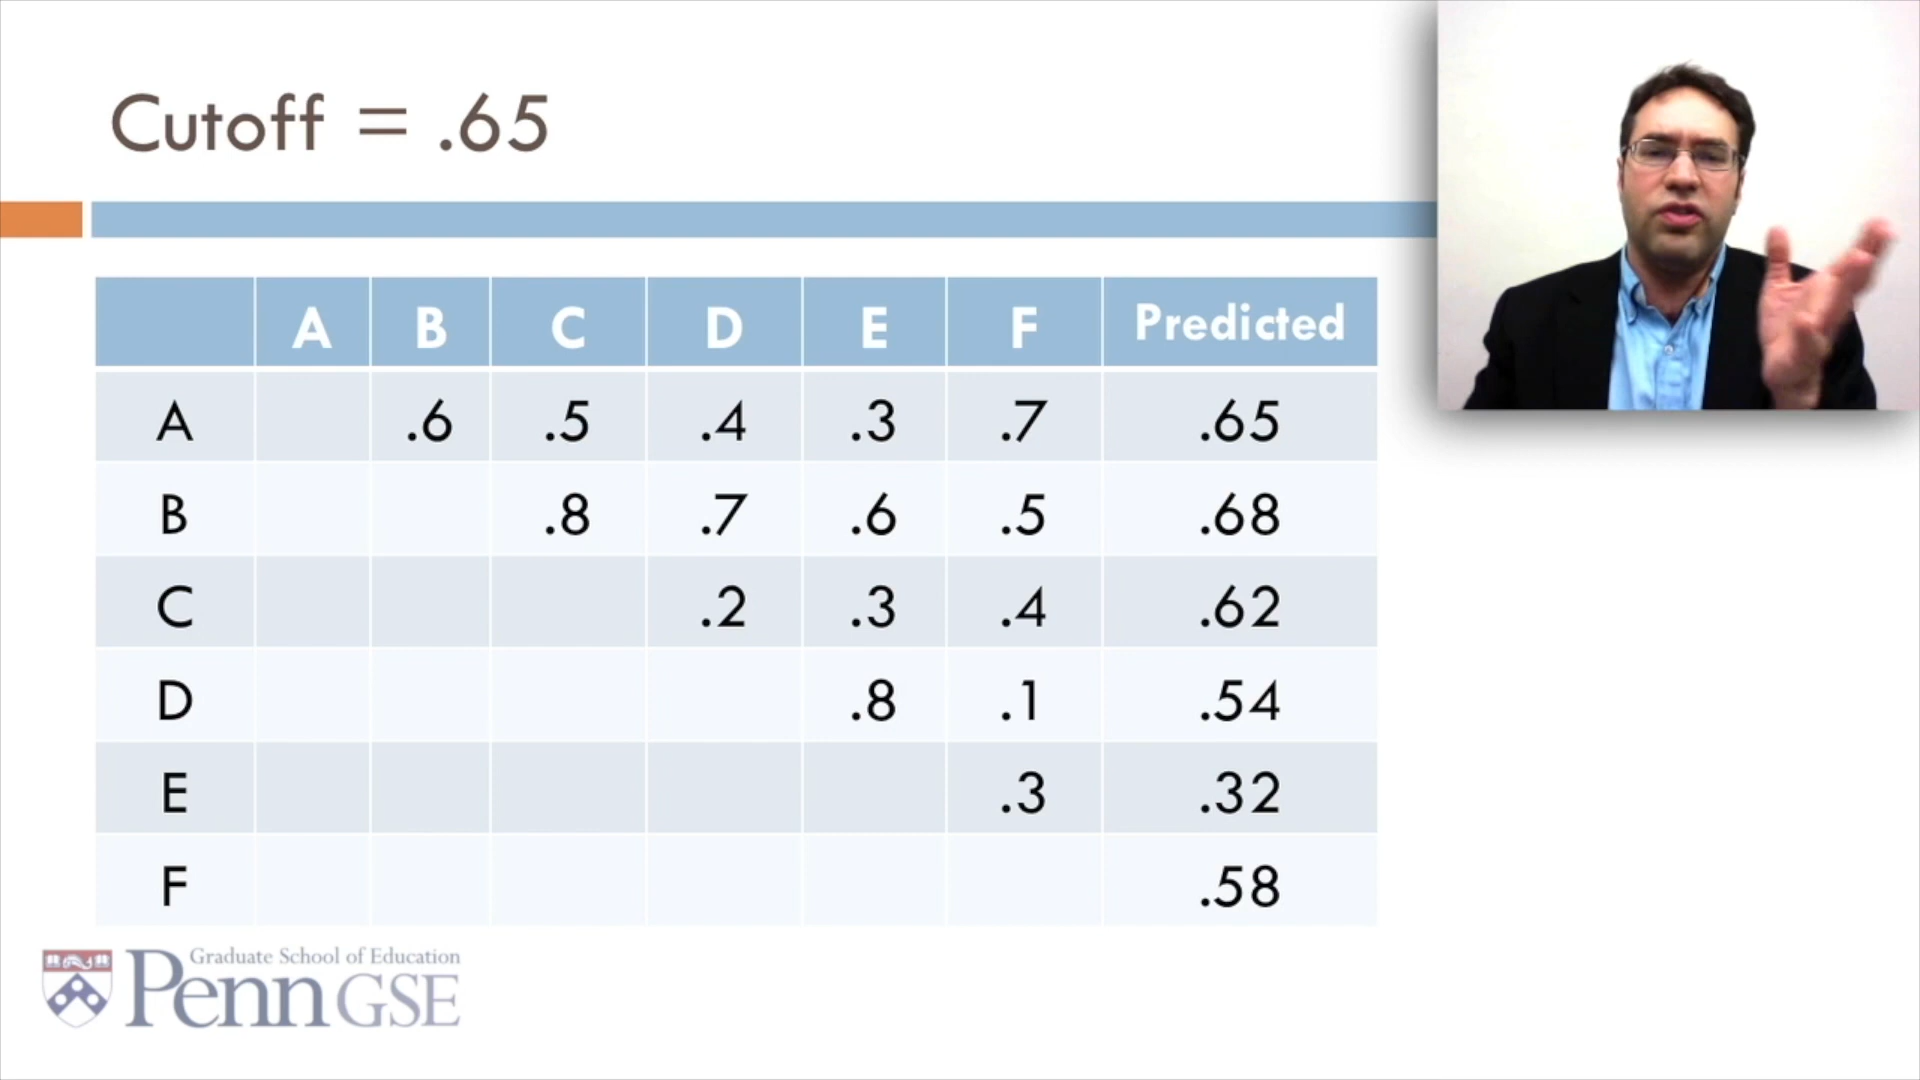 Cutoff = .65
A B C D E F Predicted
A .6 .5 .4 .3 .7 .65
B .8 .7 .6 .5 .68
C .2 .3 .4 .62
D .8 .1 .54
E .3 .32
F .58
Graduate School of Education
Penn GSE